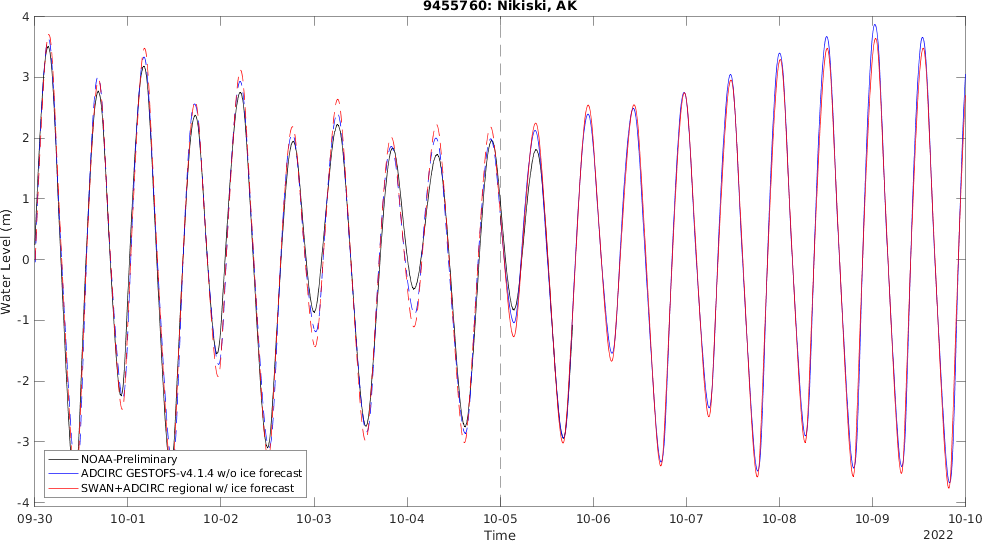 9455760: Nikiski, AK
4
3
2
1
0
-1
-2
-3
-4
Water Level (m)
NOAA-Preliminary
ADCIRC GESTOFS-v4.1.4 w/o ice forecast
SWAN+ADCIRC regional w/ ice forecast
09-30 10-01 10-02 10-03 10-04 10-05 10-06 10-07 10-08 10-09 10-10
Time
2022